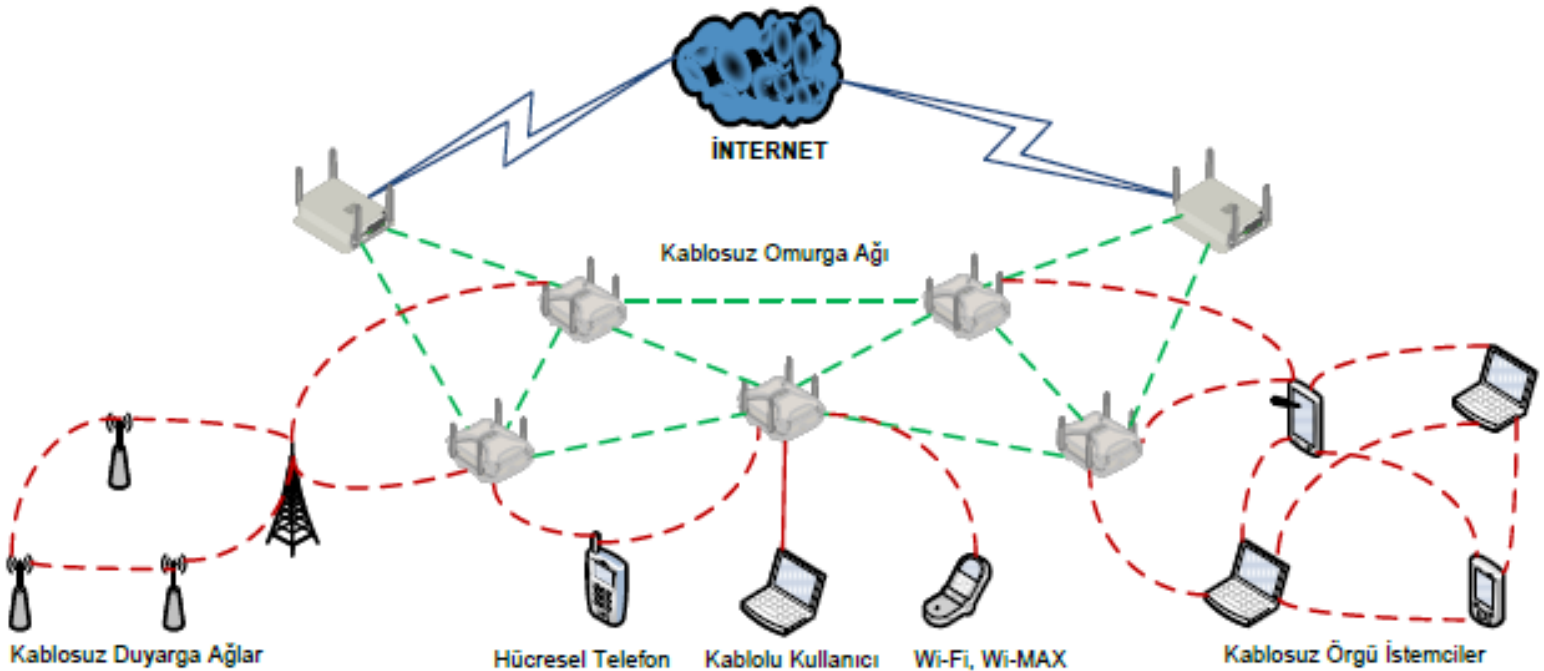 İNTERNET
Kablosuz Omurga Ağı
Kablosuz Duyarga Ağlar
Hücresel Telefon
Kablolu Kullanıcı
Wi-Fi, Wi-MAX
Kablosuz Örgü İstemciler